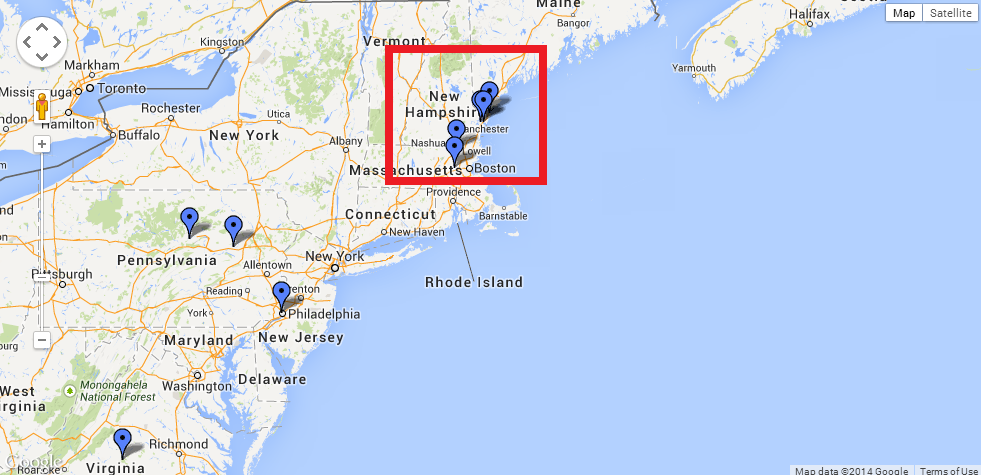 Maine
Scotia
Bangor
Halifax
Map
Satellite
Vermont
Kingston
Markham
Yarmouth
Mississauga
Toronto
New
Hampshire
Rochester
Utica
Hamilton
Manchester
Buffalo
New York
Albany
Nashua
Lowell
Massachusetts
Boston
Providence
Connecticut
Barnstable
New Haven
Pennsylvania
New York
Allentown
Pittsburgh
Rhode Island
Reading
Trenton
York
Philadelphia
Maryland
New Jersey
Washington
Delaware
Monongahela
National Forest
West
Virginia
Richmond
Google
Roanoke
Virginia
Map data ©2014 Google
Terms of Use